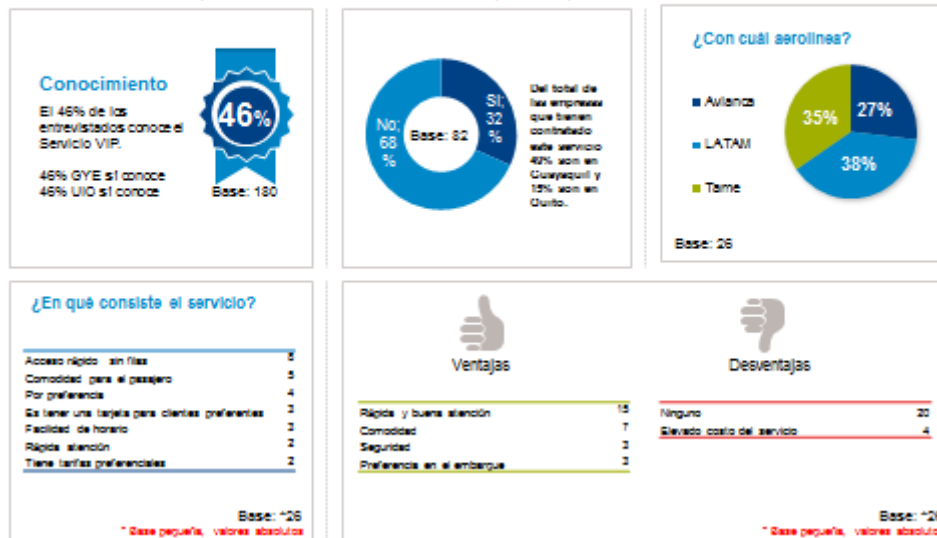 Conocimiento
El 46% de los
entrevistados conoce el
Servicio VIP.
46% GYE sí conoce
46% UIO sí conoce
46%
Base: 180
No;
68
%
Base: 82
Sí;
32
%
Del total de
las empresas
que tienen
contratado
este servicio
son en
Guayaquil y
son en
Quito.
¿Con cuál aerolínea?
Avianca
LATAM
Tame
35%
27%
38%
Base: 26
¿En qué consiste el servicio?
Acceso rápido sin filas
Comodidad para el pasajero 5
Por preferencia 4
Es tener una tarjeta para clientes preferentes 3
Facilidad de horario 3
Rápida atención 2
Tiene tarifas preferenciales 2
Base: *26
* Base pequeña, valores absolutos
Ventajas
Rápida y buena atención 15
Comodidad 7
Seguridad 3
Preferencia en el embarque 3
Desventajas
Ninguno 20
Elevado costo del servicio 4
Base: *26
* Base pequeña, valores absolutos